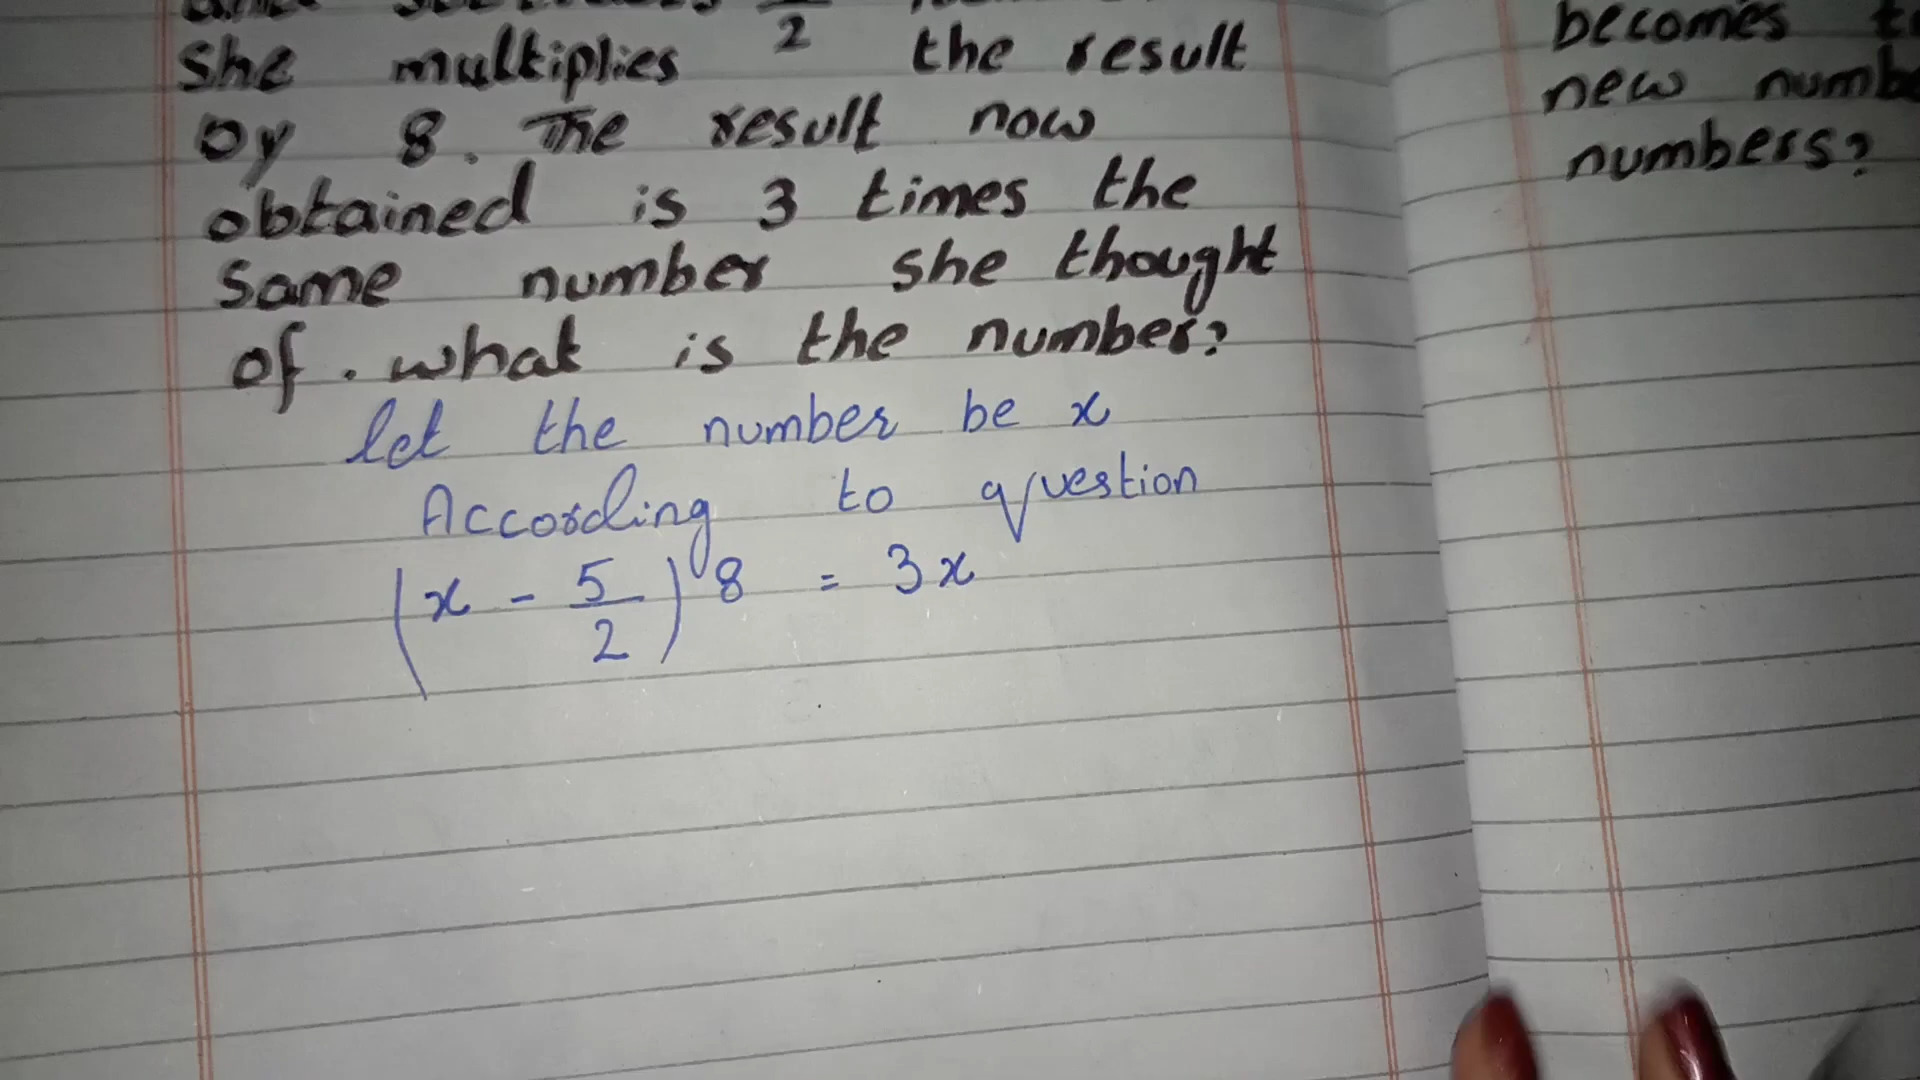 2
She multiplies the result
by 8. The result now
obtained is 3 times the
same number she thought
of. what is the number?
let the number be x
According to question
(x - 5/2) 8 = 3x
becomes
new
numbers?